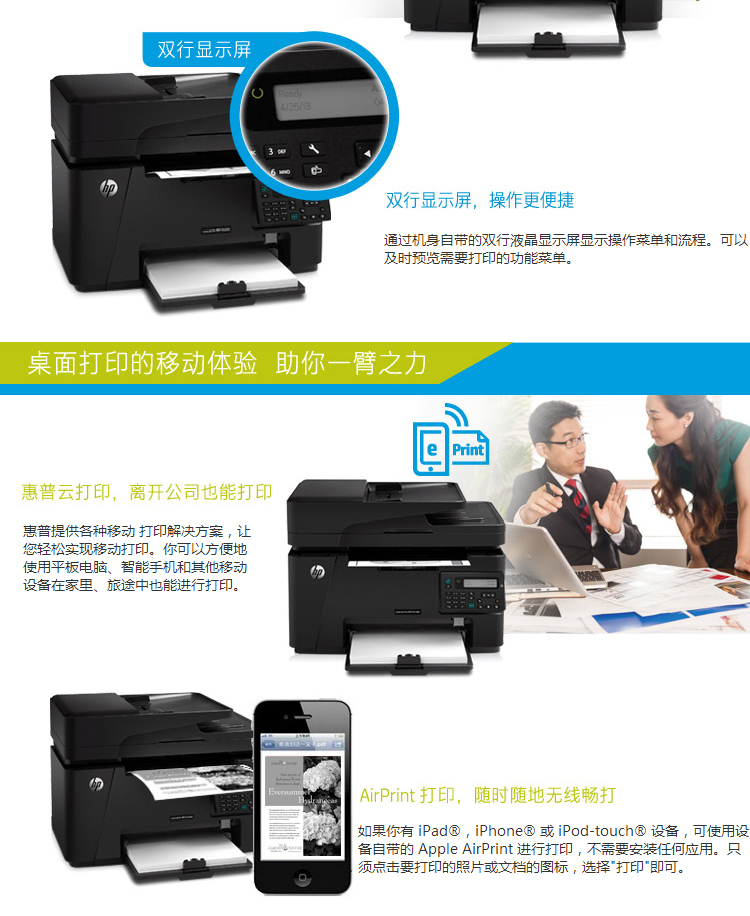 双行显示屏
Ready
4/25/13
3 DEF
6 MNO
hp
双行显示屏，操作更便捷
通过机身自带的双行液晶显示屏显示操作菜单和流程。可以
及时预览需要打印的功能菜单。
桌面打印的移动体验 助你一臂之力
e Print
惠普云打印，离开公司也能打印
惠普提供各种移动 打印解决方案，让
您轻松实现移动打印。你可以方便地
使用平板电脑、智能手机和其他移动
设备在家里、旅途中也能进行打印。
hp
hp
Eversummer
Hydrangeas
AirPrint 打印，随时随地无线畅打
如果你有 iPad®，iPhone® 或 iPod-touch® 设备，可使用设
备自带的 Apple AirPrint 进行打印，不需要安装任何应用。只
须点击要打印的照片或文档的图标，选择"打印"即可。